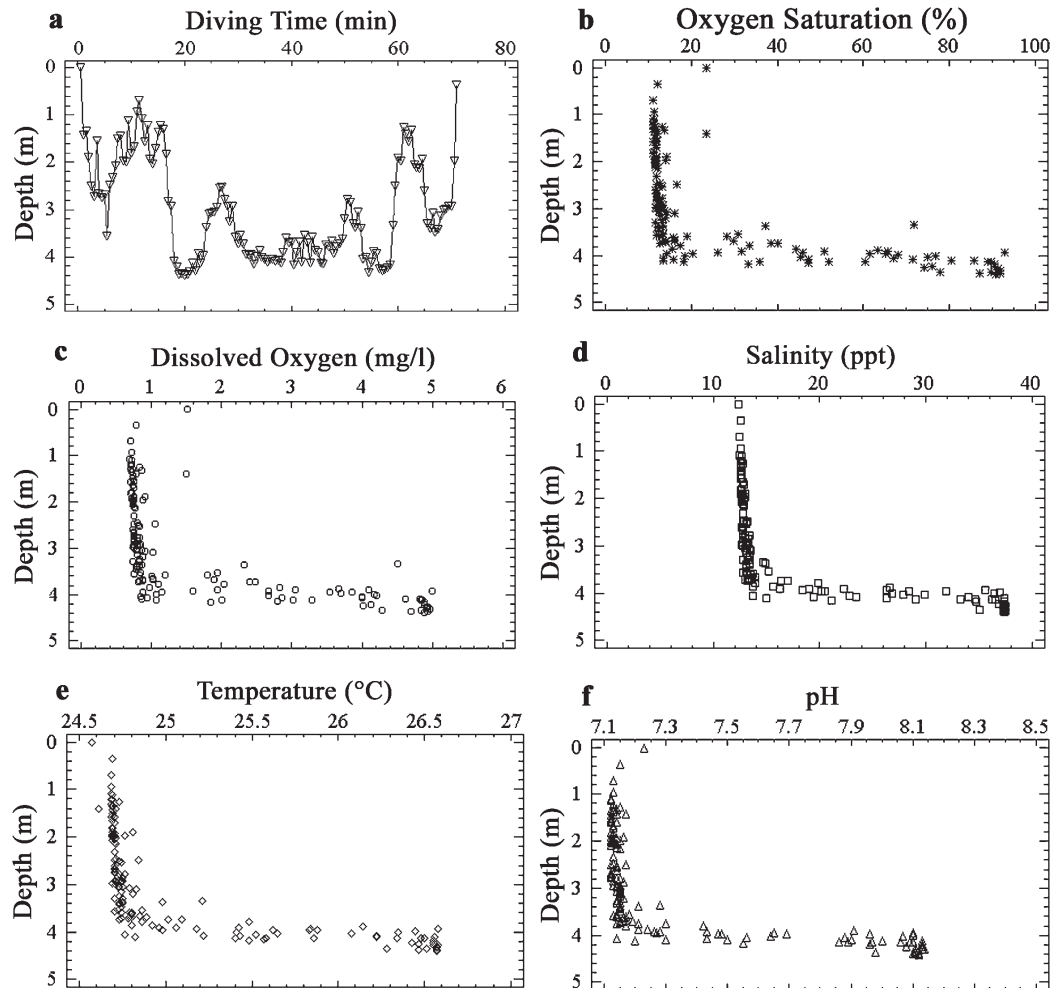 a Diving Time (min) b Oxygen Saturation (%)
0 20 40 60 80 0 20 40 60 80 100
0 1 2 3 4 5 Depth (m) 0 1 2 3 4 5 Depth (m)
c Dissolved Oxygen (mg/l) d Salinity (ppt)
0 1 2 3 4 5 6 0 10 20 30 40
0 1 2 3 4 5 Depth (m) 0 1 2 3 4 5 Depth (m)
e Temperature (°C) f pH
24.5 25 25.5 26 26.5 27 7.1 7.3 7.5 7.7 7.9 8.1 8.3 8.5
0 1 2 3 4 5 Depth (m) 0 1 2 3 4 5 Depth (m)